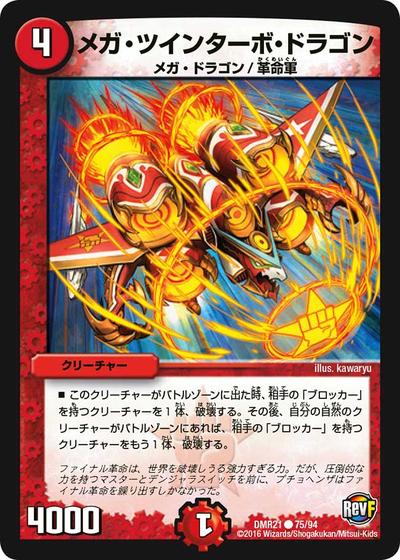 4
メガ・ツインターボ・ドラゴン
メガ・ドラゴン / 革命軍
かくめいぐん
クリーチャー
illus. kawaryu
■ このクリーチャーがバトルゾーンに出た時、相手の「ブロッカー」
を持つクリーチャーを1体、破壊する。その後、自分の自然のク
リーチャーがバトルゾーンにあれば、相手の「ブロッカー」を持つ
クリーチャーをもう1体、破壊する。
ファイナル革命は、世界を破壊しうる強力すぎる力。だが、圧倒的な
力を持つマスターとデンジャラスイッチを前に、プチョヘンザはファ
イナル革命を繰り出すしかなかった。
4000
1
DMR21 ● 75/94
©2016 Wizards/Shogakukan/Mitsui-Kids
RevF